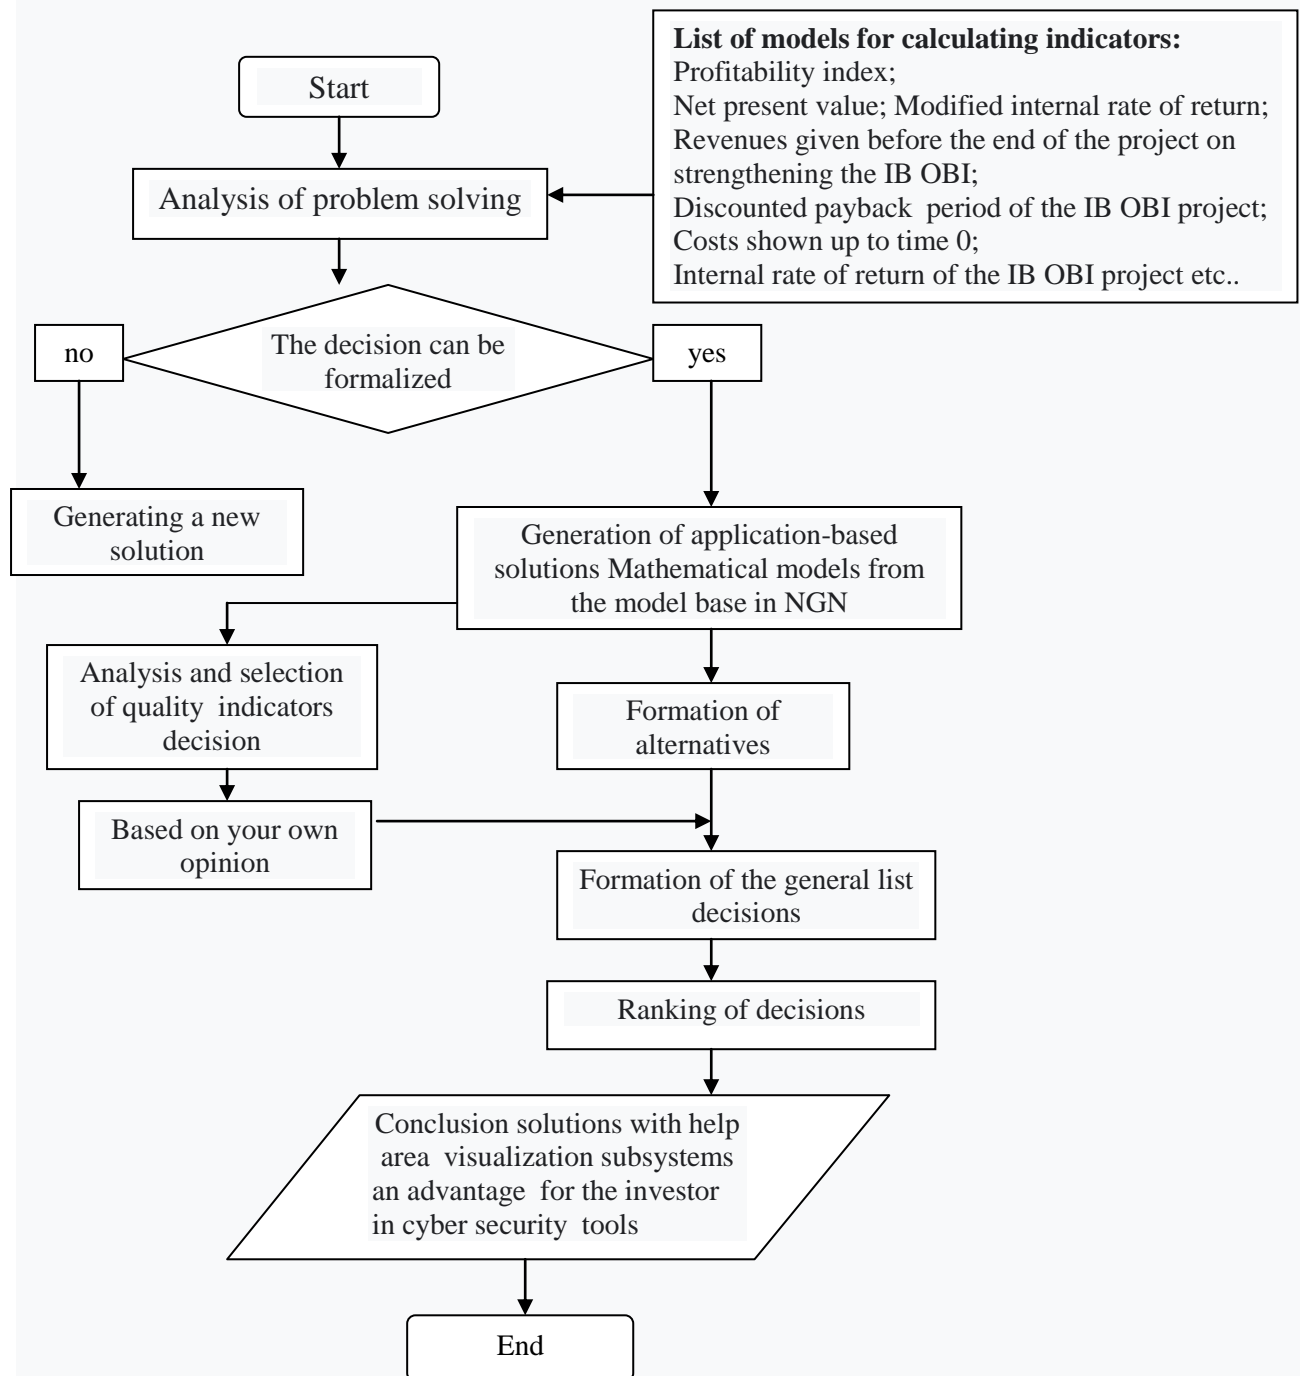 Start
List of models for calculating indicators:
Profitability index;
Net present value; Modified internal rate of return;
Revenues given before the end of the project on
strengthening the IB OBI;
Discounted payback period of the IB OBI project;
Costs shown up to time 0;
Internal rate of return of the IB OBI project etc..
Analysis of problem solving
The decision can be
formalized
no
yes
Generating a new
solution
Generation of application-based
solutions Mathematical models from
the model base in NGN
Analysis and selection
of quality indicators
decision
Formation of
alternatives
Based on your own
opinion
Formation of the general list
decisions
Ranking of decisions
Conclusion solutions with help
area visualization subsystems
an advantage for the investor
in cyber security tools
End